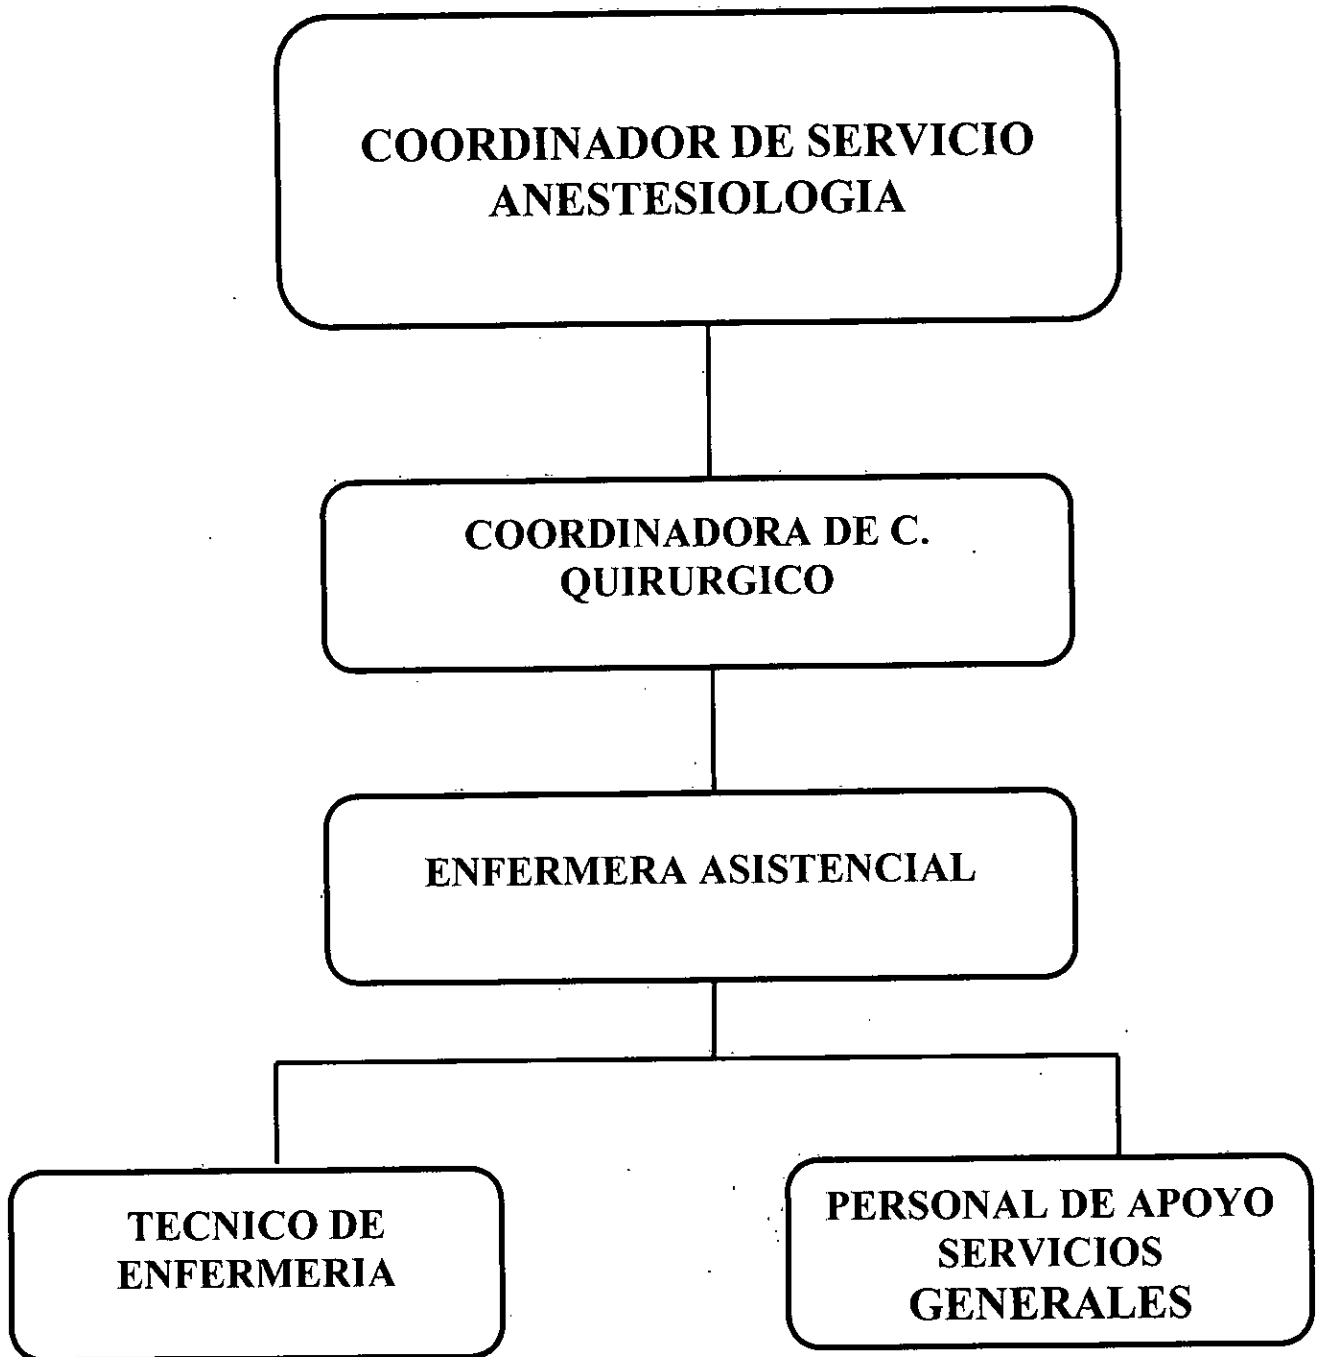 COORDINADOR DE SERVICIO
ANESTESIOLOGIA
COORDINADORA DE C.
QUIRURGICO
ENFERMERA ASISTENCIAL
TECNICO DE
ENFERMERIA
PERSONAL DE APOYO
SERVICIOS
GENERALES